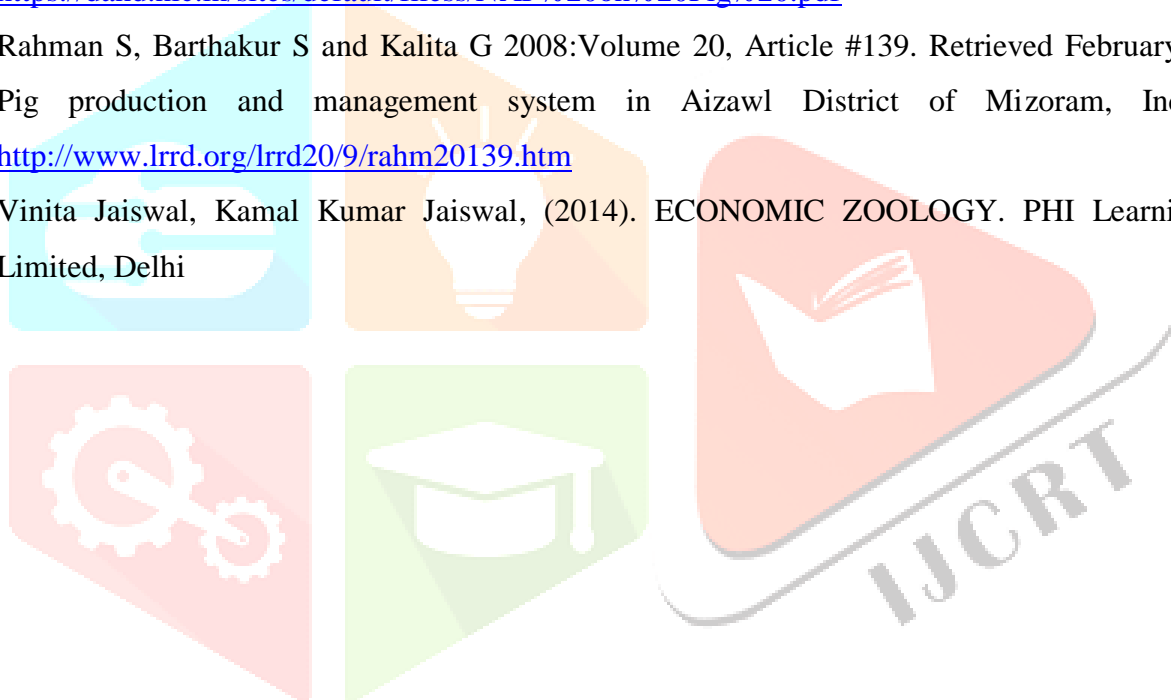 Rahman S, Barthakur S and Kalita G 2008:Volume 20, Article #139. Retrieved February
Pig production and management system in Aizawl District of Mizoram,
http://www.lrrd.org/lrrd20/9/rahm20139.htm
Vinita Jaiswal, Kamal Kumar Jaiswal, (2014). ECONOMIC ZOOLOGY. PHI
Limited, Delhi
IJCRT